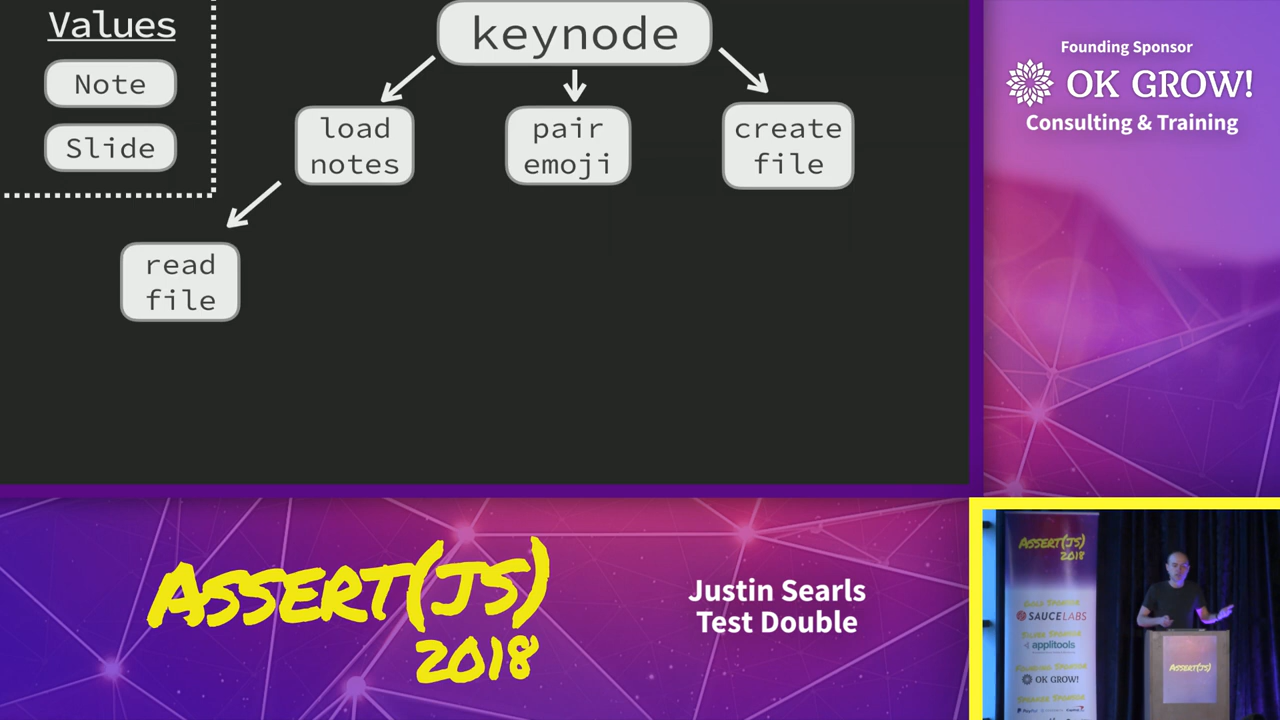 Values
Note
Slide
keynode
load
notes
pair
emoji
create
file
read
file
Founding Sponsor
OK GROW!
Consulting & Training
ASSERT(JS)
2018
Justin Searls
Test Double
ASSERT(JS)
2018
SAUCELABS
applitools
OK GROW!
ASSERT(JS)